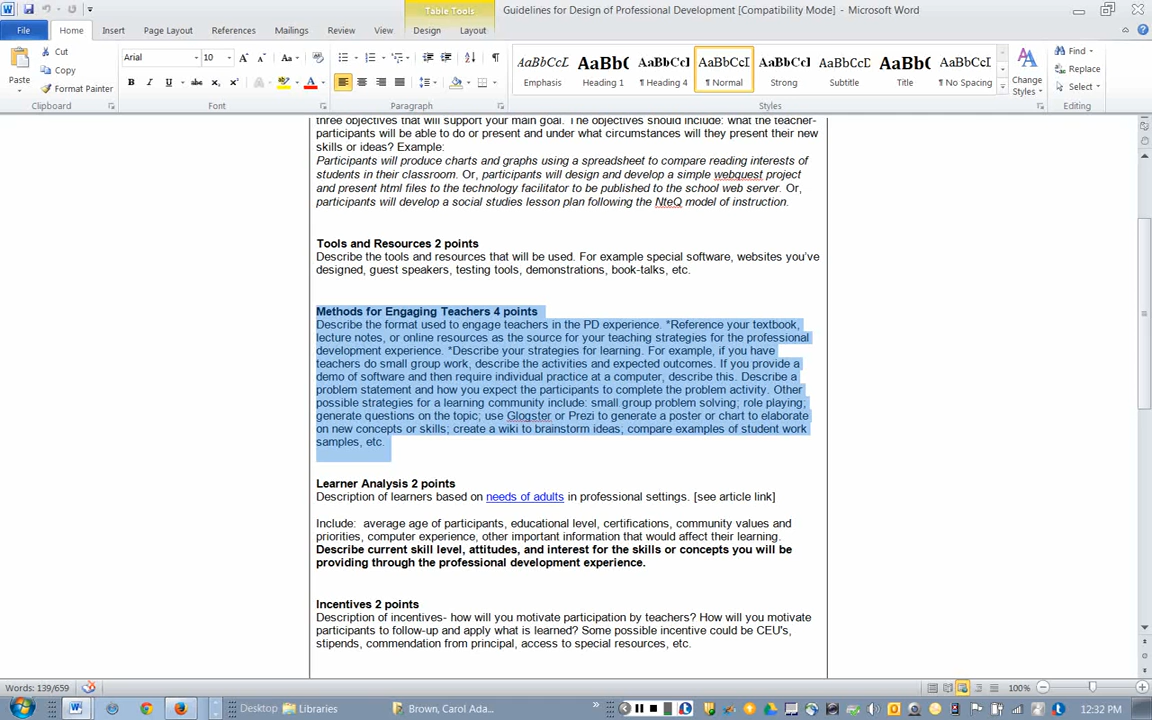 Table Tools
Guidelines for Design of Professional Development [Compatibility Mode] - Microsoft Word
File Home Insert Page Layout References Mailings Review View Design Layout
Paste
Cut
Copy
Format Painter
Clipboard
Arial 10
Font
Paragraph
AaBbCcI AaBb( AaBbCcI AaBbCcI AaBbCcI AaBbCcI AaBb( AaBbCcI
Emphasis Heading 1 ¶ Heading 4 ¶ Normal Strong Subtitle Title ¶ No Spacing
Change Styles
Styles
Find
Replace
Select
Editing
three objectives that will support your main goal. The objectives should include: what the teacher-
participants will be able to do or present and under what circumstances will they present their new
skills or ideas? Example:
Participants will produce charts and graphs using a spreadsheet to compare reading interests of
students in their classroom. Or, participants will design and develop a simple webquest project
and present html files to the technology facilitator to be published to the school web server. Or,
participants will develop a social studies lesson plan following the NteQ model of instruction.
Tools and Resources 2 points
Describe the tools and resources that will be used. For example special software, websites you've
designed, guest speakers, testing tools, demonstrations, book-talks, etc.
Methods for Engaging Teachers 4 points
Describe the format used to engage teachers in the PD experience. *Reference your textbook,
lecture notes, or online resources as the source for your teaching strategies for the professional
development experience. *Describe your strategies for learning. For example, if you have
teachers do small group work, describe the activities and expected outcomes. If you provide a
demo of software and then require individual practice at a computer, describe this. Describe a
problem statement and how you expect the participants to complete the problem activity. Other
possible strategies for a learning community include: small group problem solving; role playing;
generate questions on the topic; use Glogster or Prezi to generate a poster or chart to elaborate
on new concepts or skills; create a wiki to brainstorm ideas; compare examples of student work
samples, etc.
Learner Analysis 2 points
Description of learners based on needs of adults in professional settings. [see article link]
Include: average age of participants, educational level, certifications, community values and
priorities, computer experience, other important information that would affect their learning.
Describe current skill level, attitudes, and interest for the skills or concepts you will be
providing through the professional development experience.
Incentives 2 points
Description of incentives- how will you motivate participation by teachers? How will you motivate
participants to follow-up and apply what is learned? Some possible incentive could be CEU's,
stipends, commendation from principal, access to special resources, etc.
Words: 139/659
100%
Desktop Libraries Brown, Carol Ada... 12:32 PM